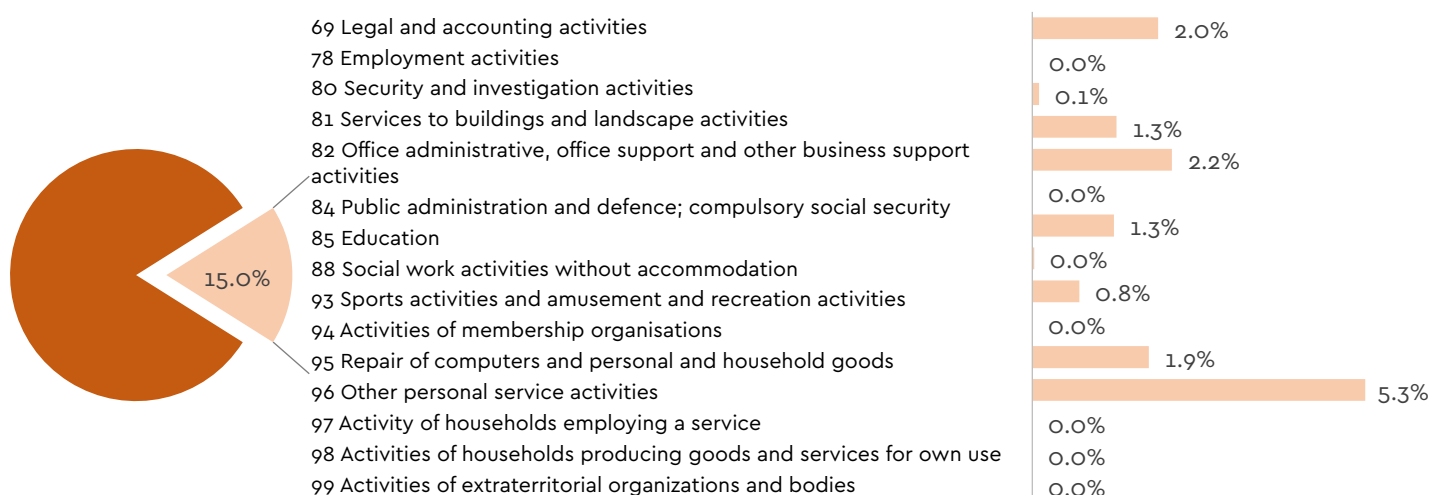 69 Legal and accounting activities
2.0%
78 Employment activities
0.0%
80 Security and investigation activities
0.1%
81 Services to buildings and landscape activities
1.3%
82 Office administrative, office support and other business support
activities
2.2%
84 Public administration and defence; compulsory social security
0.0%
85 Education
1.3%
88 Social work activities without accommodation
0.0%
93 Sports activities and amusement and recreation activities
0.8%
94 Activities of membership organisations
0.0%
95 Repair of computers and personal and household goods
1.9%
96 Other personal service activities
5.3%
97 Activity of households employing a service
0.0%
98 Activities of households producing goods and services for own use
0.0%
99 Activities of extraterritorial organizations and bodies
0.0%
15.0%